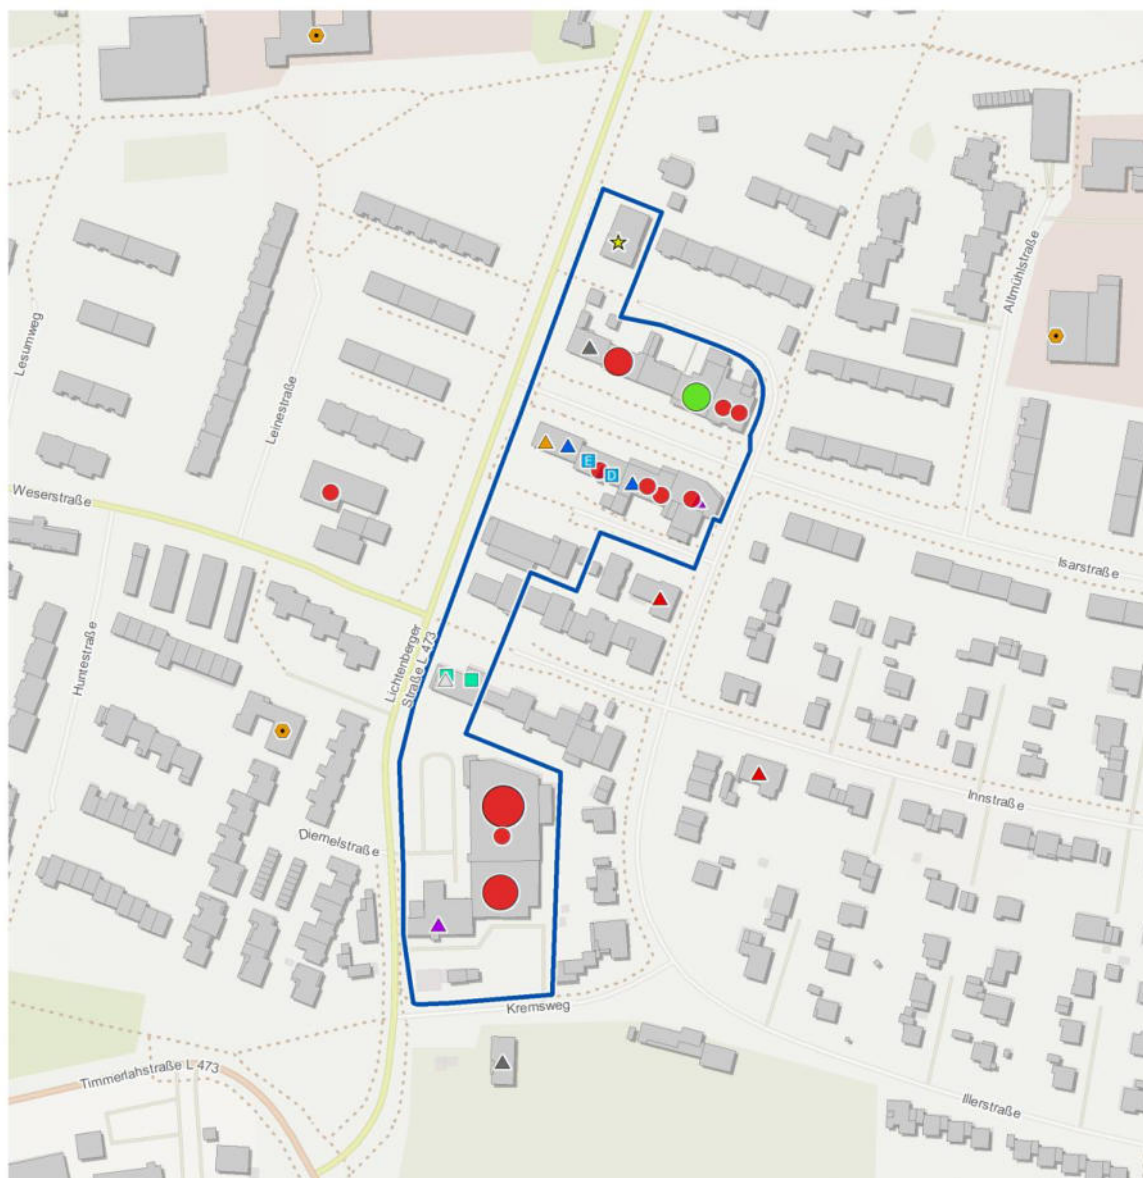 Altmühlstraße
Lesumweg
Leinestraße
Weserstraße
E
D
Isarstraße
Huntestraße
Lichtenberger
Straße L 473
Innstraße
Diemelstraße
Kremsweg
Timmerlahstraße L 473
Illerstraße